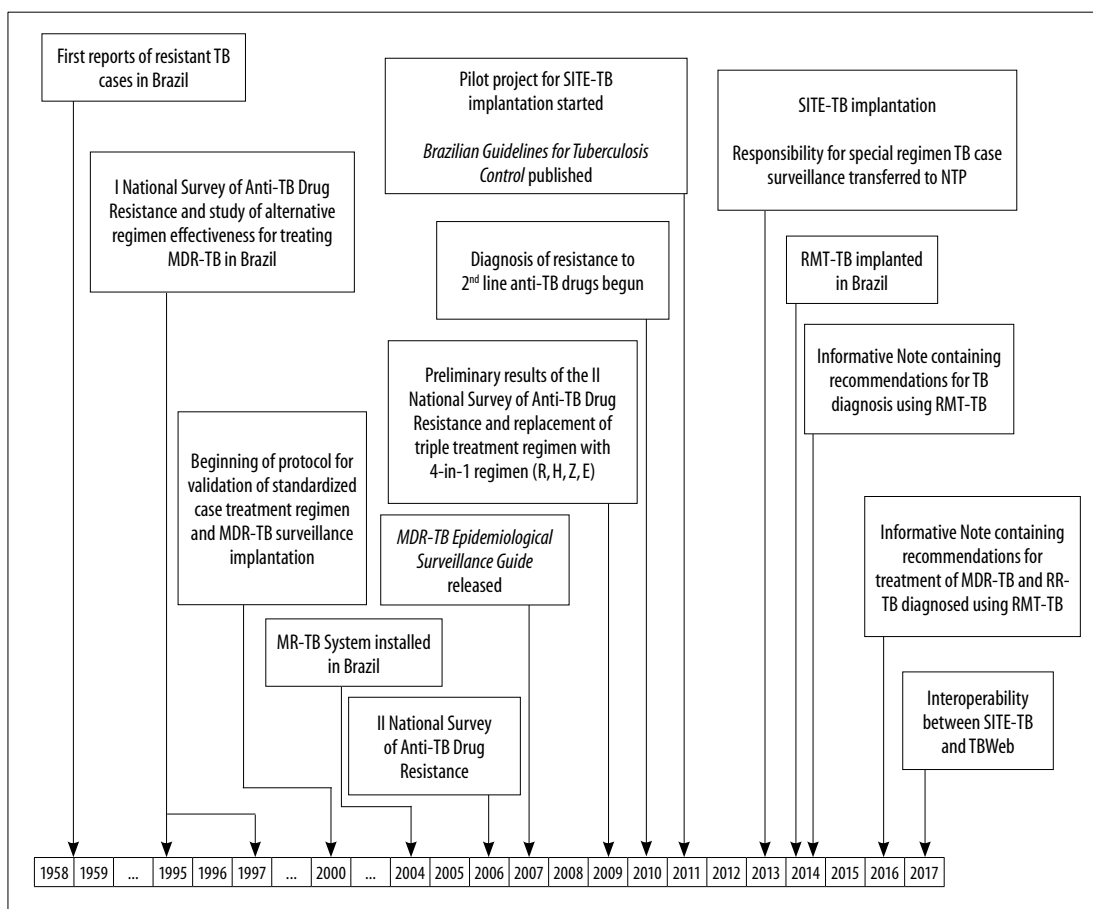 First reports of resistant TB
cases in Brazil
I National Survey of Anti-TB Drug
Resistance and study of alternative
regimen effectiveness for treating
MDR-TB in Brazil
Beginning of protocol for
validation of standardized
case treatment regimen
and MDR-TB surveillance
implantation
MR-TB System installed
in Brazil
II National Survey
of Anti-TB Drug
Resistance
MDR-TB Epidemiological
Surveillance Guide
released
Preliminary results of the II
National Survey of Anti-TB Drug
Resistance and replacement of
triple treatment regimen with
4-in-1 regimen (R, H, Z, E)
Diagnosis of resistance to
2nd line anti-TB drugs begun
Pilot project for SITE-TB
implantation started
Brazilian Guidelines for Tuberculosis
Control published
SITE-TB implantation
Responsibility for special regimen TB case
surveillance transferred to NTP
RMT-TB implanted
in Brazil
Informative Note containing
recommendations for TB
diagnosis using RMT-TB
Informative Note containing
recommendations for
treatment of MDR-TB and RR-
TB diagnosed using RMT-TB
Interoperability
between SITE-TB
and TBWeb
1958 1959 ... 1995 1996 1997 ... 2000 ... 2004 2005 2006 2007 2008 2009 2010 2011 2012 2013 2014 2015 2016 2017